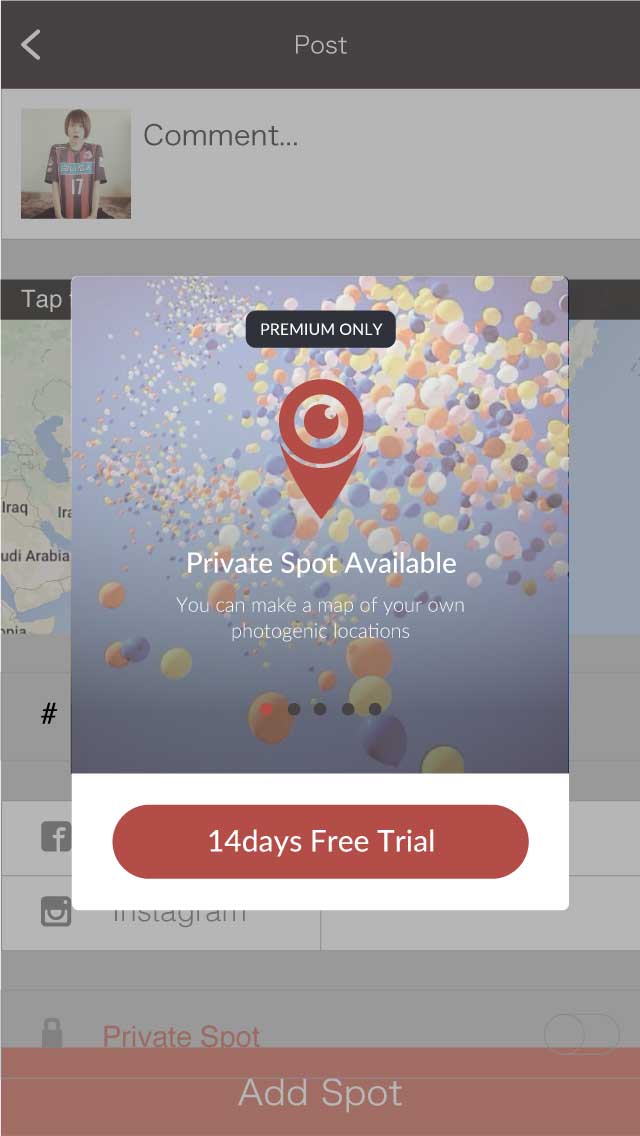 Post
Comment...
17
Tap
PREMIUM ONLY
Iraq
udi Arabia
Private Spot Available
You can make a map of your own
photogenic locations
#
14days Free Trial
Instagram
Private Spot
Add Spot